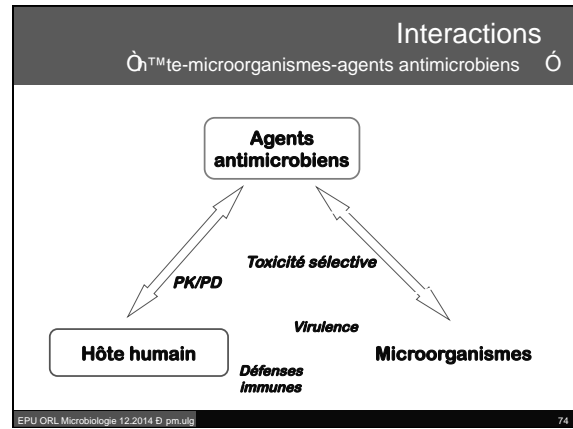 Interactions
Òh™te-microorganismes-agents antimicrobiens Ó
Agents
antimicrobiens
Toxicité sélective
PK/PD
Virulence
Hôte humain
Microorganismes
Défenses
immunes
EPU ORL Microbiologie 12.2014 Ð pm.ulg
74